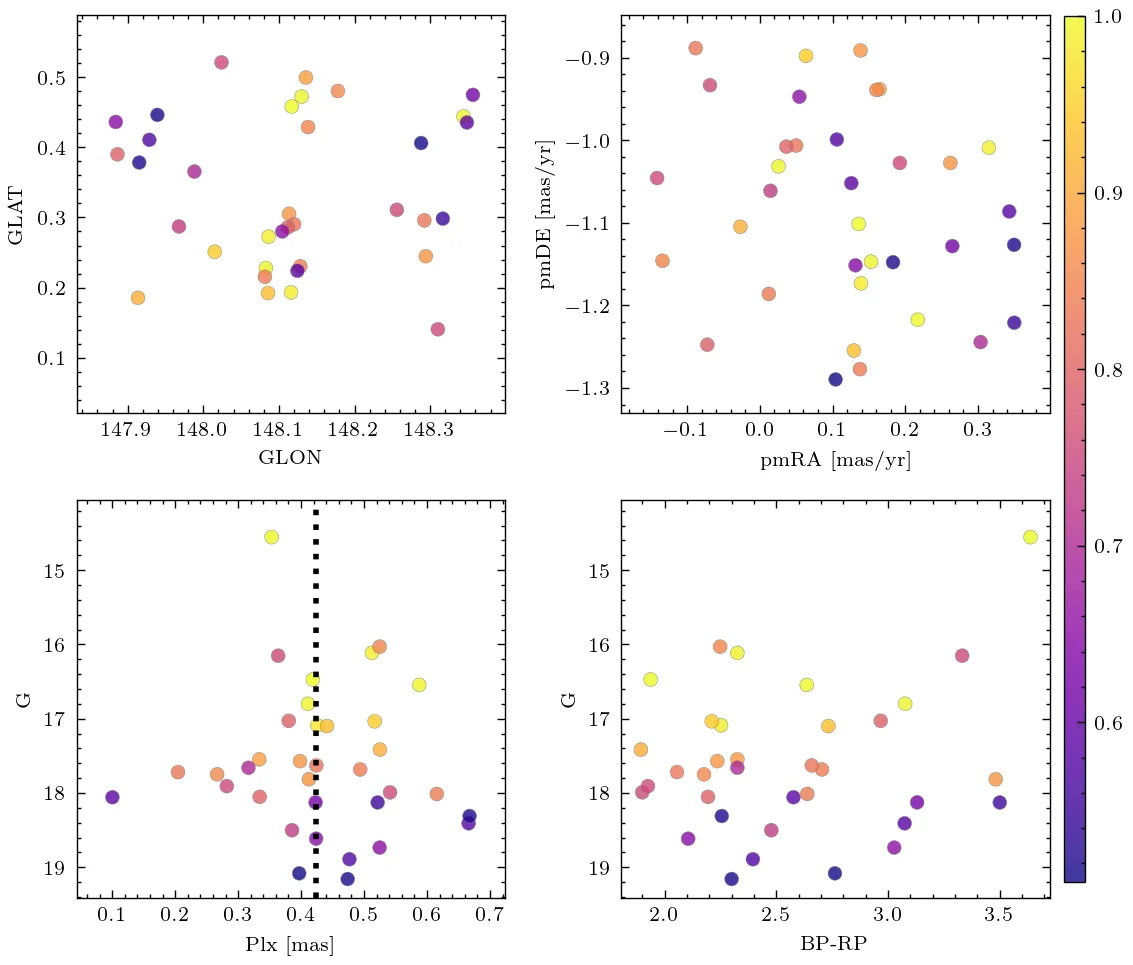 GLAT
0.5
0.4
0.3
0.2
0.1
147.9 148.0 148.1 148.2 148.3
GLON
pmDE [mas/yr]
−0.9
−1.0
−1.1
−1.2
−1.3
−0.1 0.0 0.1 0.2 0.3
pmRA [mas/yr]
1.0
0.9
0.8
0.7
0.6
G
15
16
17
18
19
0.1 0.2 0.3 0.4 0.5 0.6 0.7
Plx [mas]
G
15
16
17
18
19
2.0 2.5 3.0 3.5
BP-RP